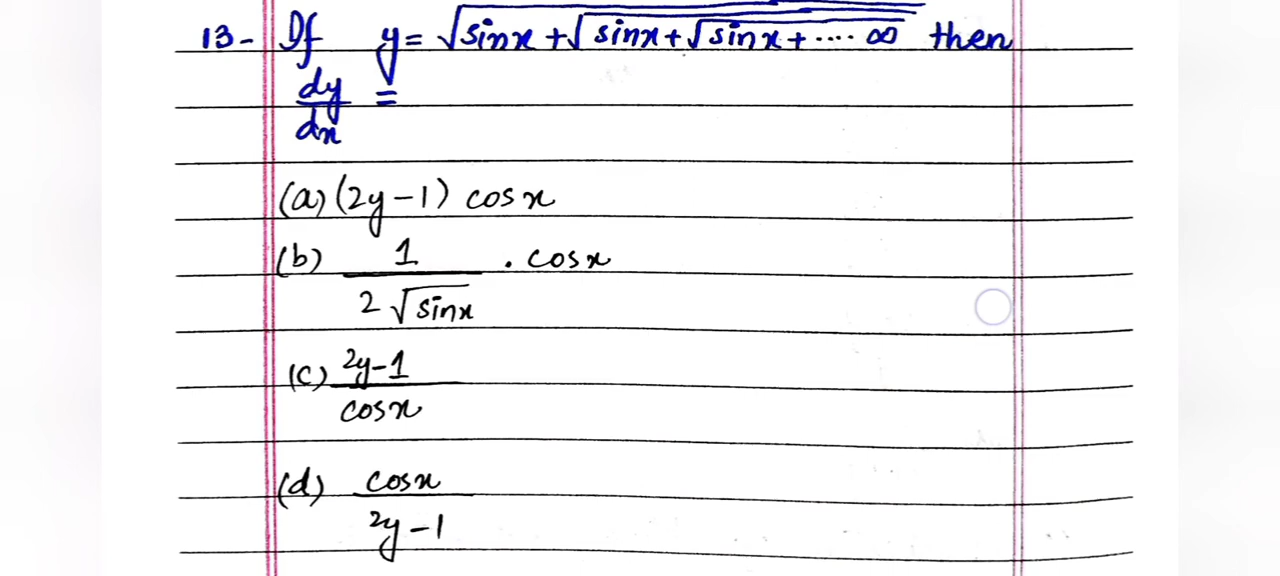 13- If y = √sinx + √sinx + √sinx + .... ∞ then
dy/dx =
(a) (2y-1) cosx
(b) 1/2√sinx . cosx
(c) 2y-1/cosx
(d) cosx/2y-1